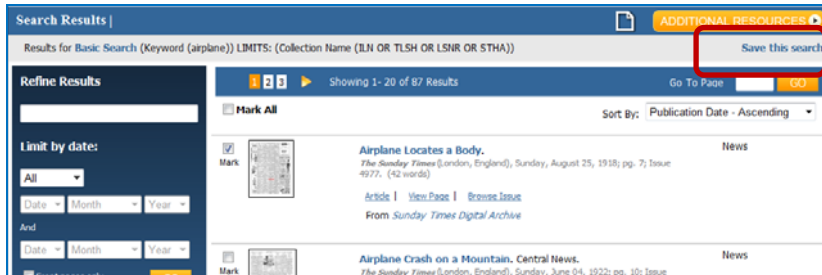 Search Results |
ADDITIONAL RESOURCES
Results for Basic Search (Keyword (airplane)) LIMITS: (Collection Name (ILN OR TLSH OR LSNR OR STHA))
Save this search
Refine Results
1 2 3 Showing 1- 20 of 87 Results
Go To Page
GO
Mark All
Sort By: Publication Date - Ascending
Limit by date:
All
Date Month Year
And
Date Month Year
Mark
Airplane Locates a Body.
News
The Sunday Times (London, England), Sunday, August 25, 1918; pg. 7; Issue
4977. (42 words)
Article | View Page | Browse Issue
From Sunday Times Digital Archive
Mark
Airplane Crash on a Mountain. Central News.
News
The Sunday Times (London, England), Sunday, June 04, 1922; pg. 10; Issue